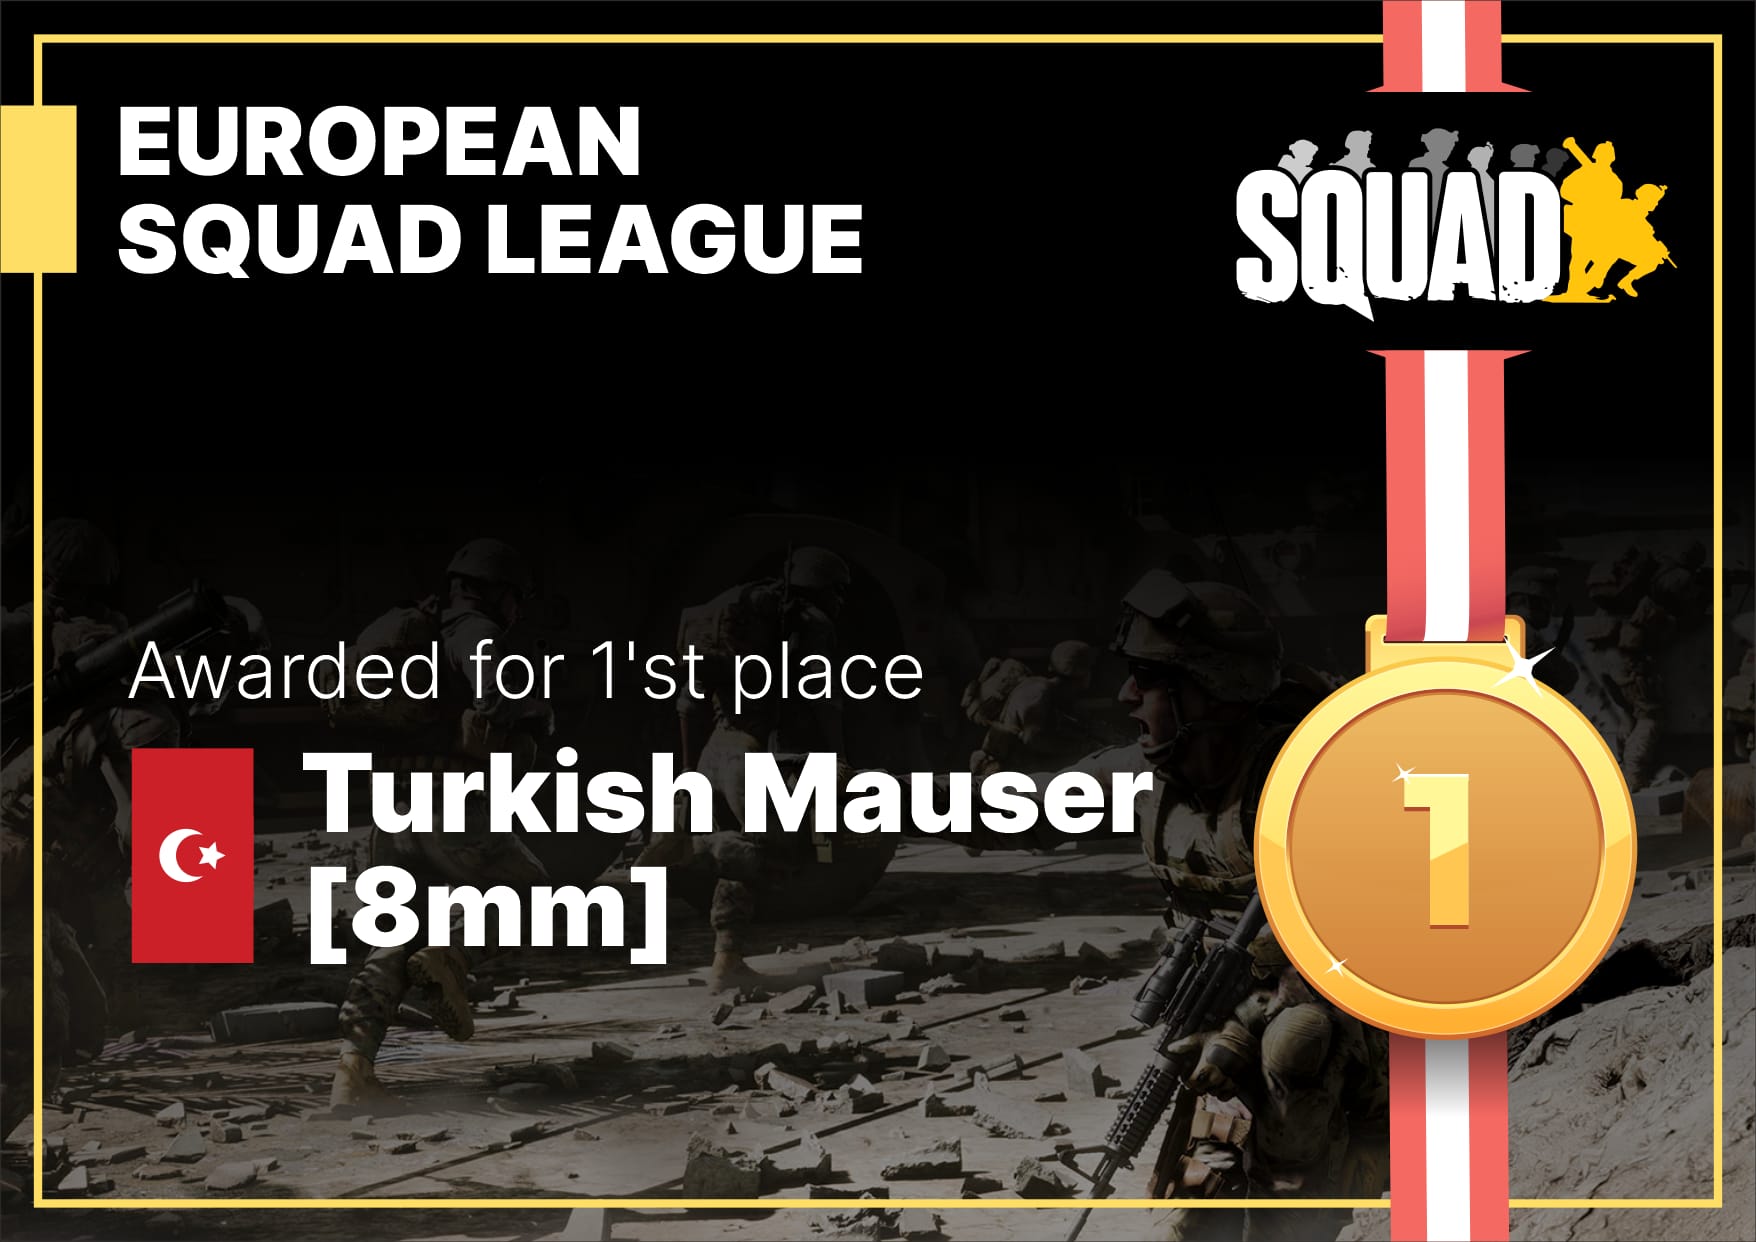 EUROPEAN
SQUAD LEAGUE
SQUAD
Awarded for 1'st place
Turkish Mauser
[8mm]
1